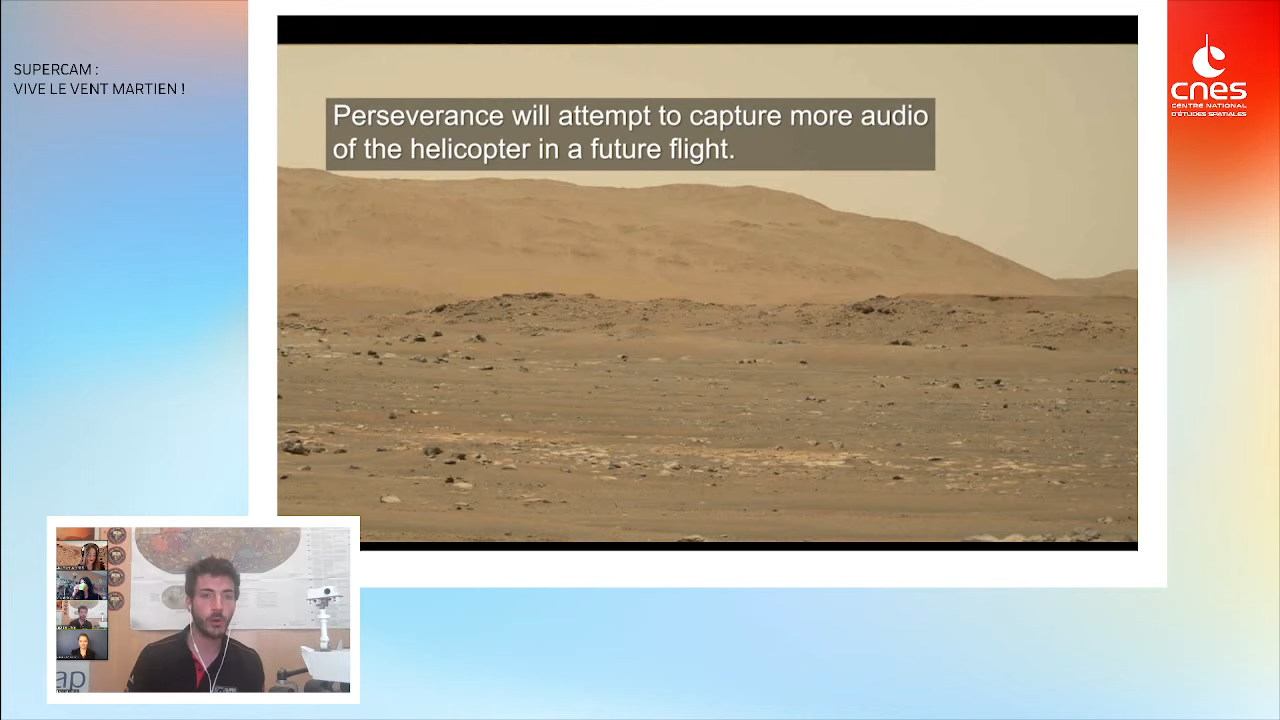 SUPERCAM :
VIVE LE VENT MARTIEN !
Perseverance will attempt to capture more audio
of the helicopter in a future flight.
cnes
CENTRE NATIONAL
D'ÉTUDES SPATIALES
ap